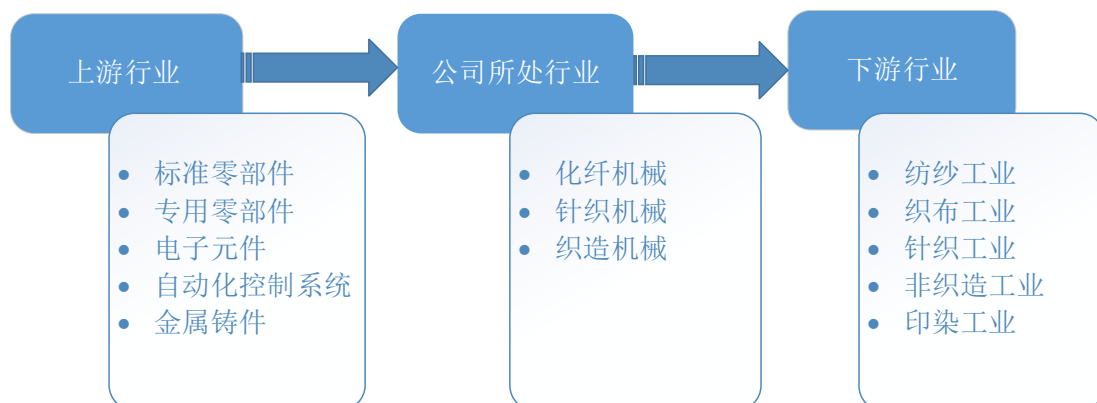 上游行业
标准零部件
专用零部件
电子元件
自动化控制系统
金属铸件
公司所处行业
化纤机械
针织机械
织造机械
下游行业
纺纱工业
织布工业
针织工业
非织造工业
印染工业